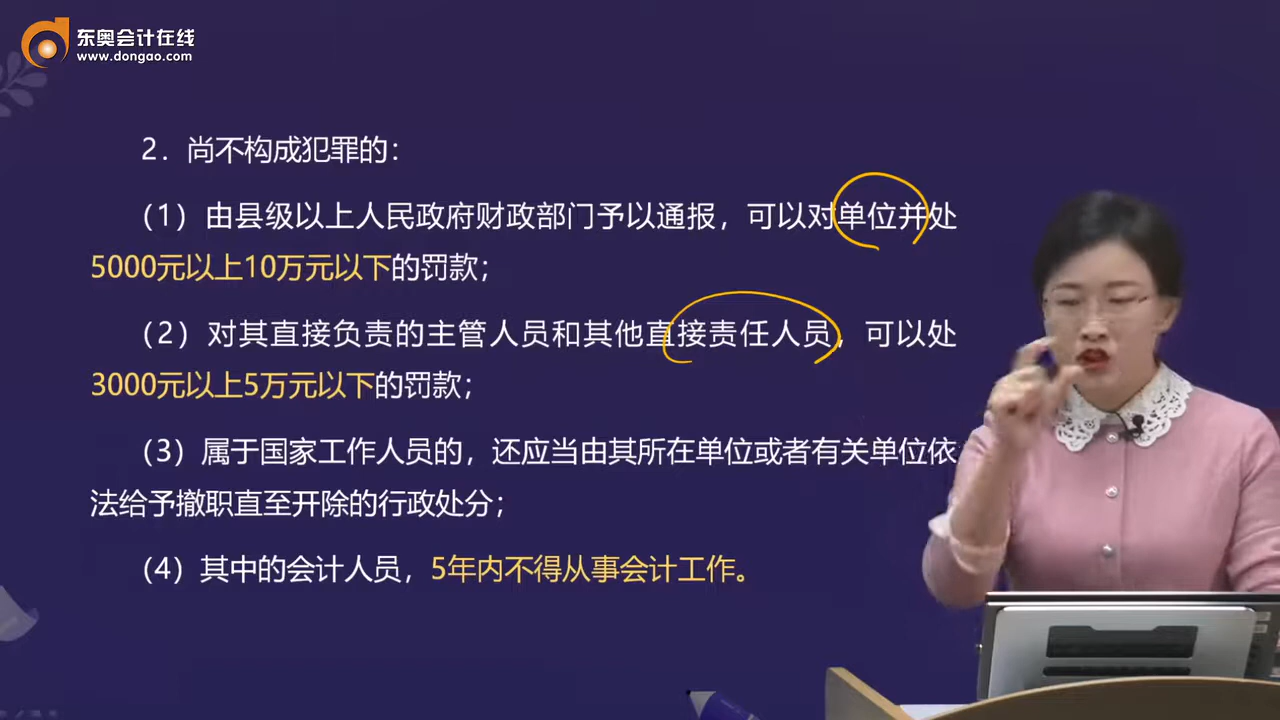 东奥会计在线
www.dongao.com
2．尚不构成犯罪的：
（1）由县级以上人民政府财政部门予以通报，可以对单位并处
5000元以上10万元以下的罚款；
（2）对其直接负责的主管人员和其他直接责任人员，可以处
3000元以上5万元以下的罚款；
（3）属于国家工作人员的，还应当由其所在单位或者有关单位依
法给予撤职直至开除的行政处分；
（4）其中的会计人员，5年内不得从事会计工作。